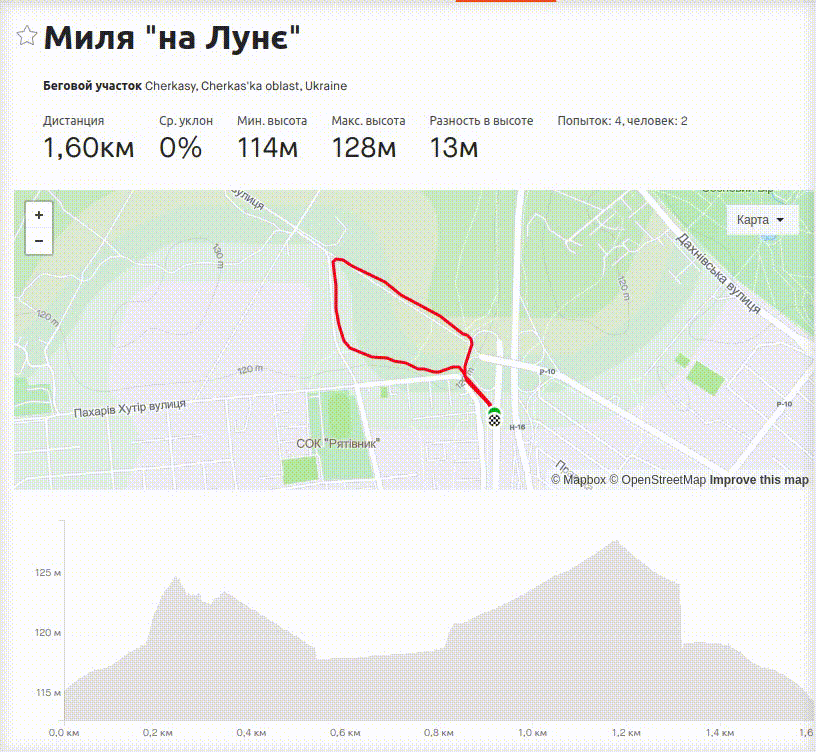 Миля "на Лунє"
Беговой участок Cherkasy, Cherkas'ka oblast, Ukraine
Дистанция Ср. уклон Мин. высота Макс. высота Разность в высоте Попыток: 4, человек: 2
1,60км 0% 114м 128м 13м
вулиця
+
−
Карта
Дахнівська вулиця
130 m
120 m
120 m
120 m
Р-10
Р-10
Пахарів Хутір вулиця
Н-16
СОК "Рятівник"
© Mapbox © OpenStreetMap Improve this map
125 м
120 м
115 м
0,0 км 0,2 км 0,4 км 0,6 км 0,8 км 1,0 км 1,2 км 1,4 км 1,6